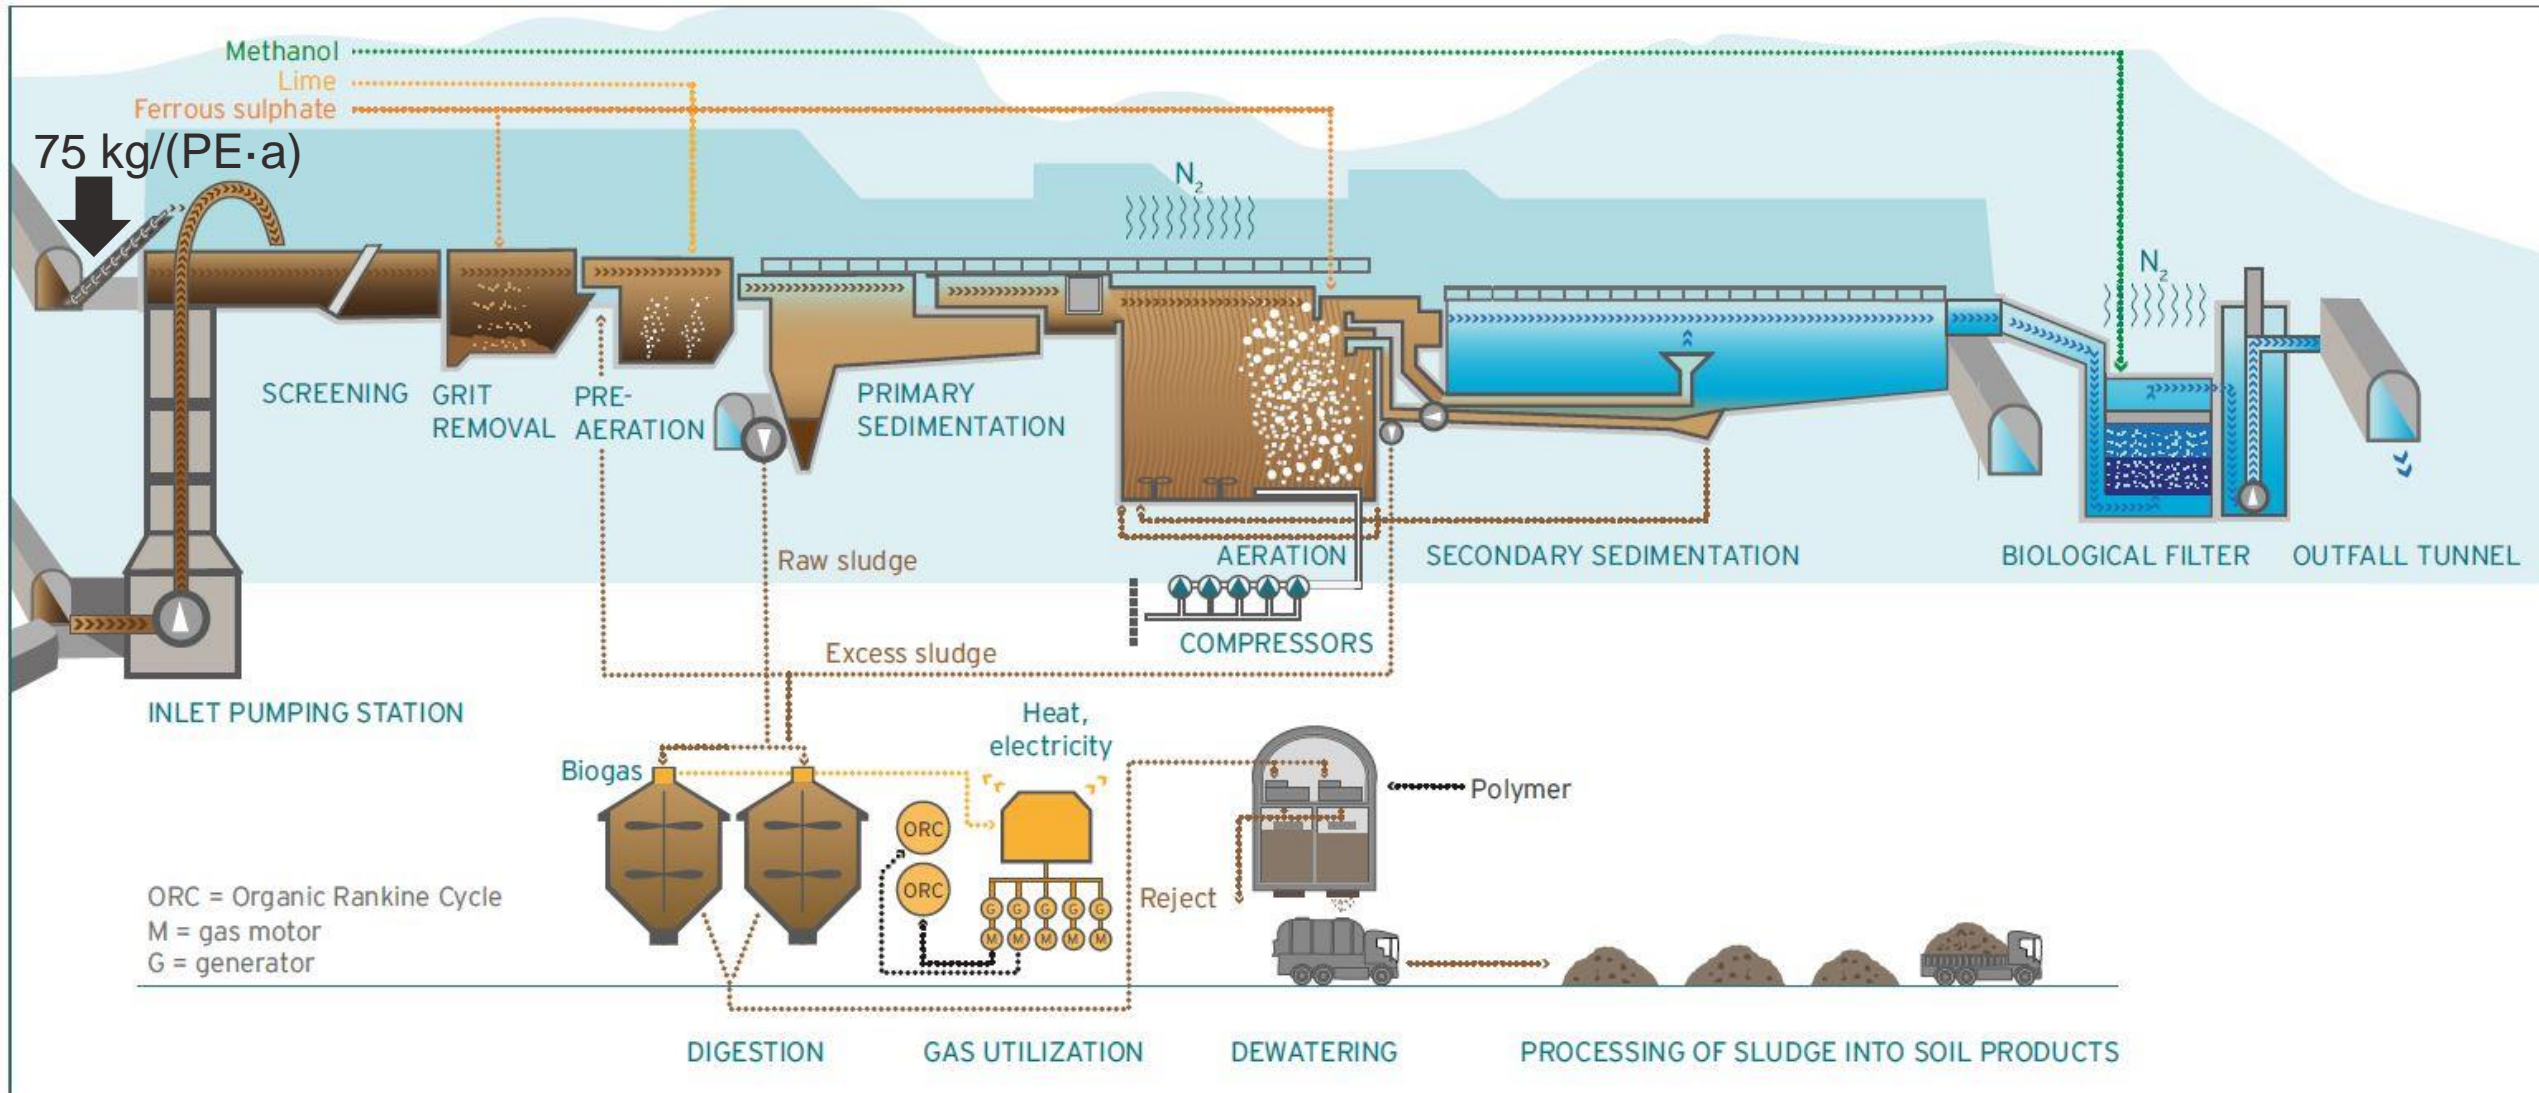 Methanol
Lime
Ferrous sulphate
75 kg/(PE·a)
N2
N2
SCREENING
GRIT
REMOVAL
PRE-
AERATION
PRIMARY
SEDIMENTATION
AERATION
SECONDARY SEDIMENTATION
BIOLOGICAL FILTER
OUTFALL TUNNEL
Raw sludge
COMPRESSORS
Excess sludge
INLET PUMPING STATION
Heat,
electricity
Biogas
Polymer
ORC
ORC
Reject
G G G G G
M M M M M
ORC = Organic Rankine Cycle
M = gas motor
G = generator
DIGESTION
GAS UTILIZATION
DEWATERING
PROCESSING OF SLUDGE INTO SOIL PRODUCTS